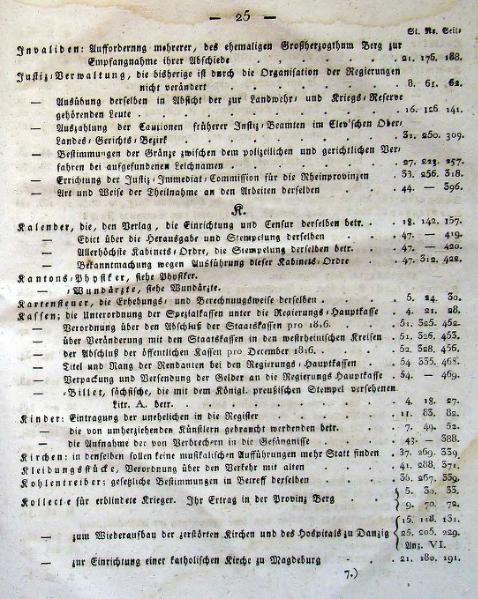 — 25 —
St. No. Seite
Invaliden: Aufforderung mehrerer, des ehemaligen Großherzogthum Berg zur
Empfangnahme ihrer Abschiede . . . 21. 176. 188.
Justiz-Verwaltung, die bisherige ist durch die Organisation der Regierungen
nicht verändert . . . 8. 61. 62.
— Ausübung derselben in Absicht der zur Landwehr- und Kriegs-Reserve
gehörenden Leute . . . 16. 126 141.
— Auszahlung der Cautionen früherer Justiz-Beamten im Clev'schen Ober-
Landes-Gerichts-Bezirk . . . 31. 250. 309.
— Bestimmungen der Gränze zwischen dem polizeilichen und gerichtlichen Ver-
fahren bei aufgefundenen Leichnamen . . . 27. 223. 257.
— Errichtung der Justiz-Immediat-Commission für die Rheinprovinzen . 33. 256. 318.
— Art und Weise der Theilnahme an den Arbeiten derselben . . . 44. — 396.
K.
Kalender, die, den Verlag, die Einrichtung und Censur derselben betr. . . 18. 142. 157.
— Edict über die Herausgabe und Stempelung derselben . . . 47. — 419.
— Allerhöchste Kabinets-Ordre, die Stempelung derselben betr. . . 47. — 420.
— Bekanntmachung wegen Ausführung dieser Kabinets-Ordre . . 47. 312. 422.
Kantons-Physiker, siehe Physiker.
— Wundärzte, siehe Wundärzte.
Kartensteuer, die Erhebungs- und Berechnungsweise derselben . . . 5. 24. 30.
Kassen; die Unterordnung der Spezialkassen unter die Regierungs-Hauptkasse 4. 21. 28.
— Verordnung über den Abschluß der Staatskassen pro 1816. . . 51. 325. 452.
— über Veränderung mit den Staatskassen in den westrheinischen Kreisen 51. 326. 453.
— der Abschluß der öffentlichen Kassen pro December 1816. . . 52. 328. 456.
— Titel und Rang der Rendanten bei den Regierungs-Hauptkassen . . 54. 335. 468.
— Verpackung und Versendung der Gelder an die Regierungs Hauptkasse . 54. — 469.
— -Billet, sächsische, die mit dem Königl. preußischen Stempel versehenen
Litr. A. betr. . . . 4. 18. 27.
Kinder: Eintragung der unehelichen in die Register . . . 11. 83. 82.
— die von umherziehenden Künstlern gebraucht werdenden betr. . . 7. 49. 52.
— die Aufnahme der von Verbrechern in die Gefängnisse . . . 43. — 388.
Kirchen: in denselben sollen keine musikalischen Aufführungen mehr Statt finden 37. 269. 339.
Kleidungsstücke, Verordnung über den Verkehr mit alten . . . 41. 288. 371.
Kohlentreiber: gesetzliche Bestimmungen in Betreff derselben . . . 36. 267. 339.
Kollecte für erblindete Krieger. Ihr Ertrag in der Provinz Berg . . { 5. 30. 33.
9. 70. 72.
15. 118. 131.
— zum Wiederaufbau der zerstörten Kirchen und des Hospitals zu Danzig { 25. 205. 229.
Anz. VI.
— zur Einrichtung einer katholischen Kirche zu Magdeburg . . . 21. 180. 191.
7.)